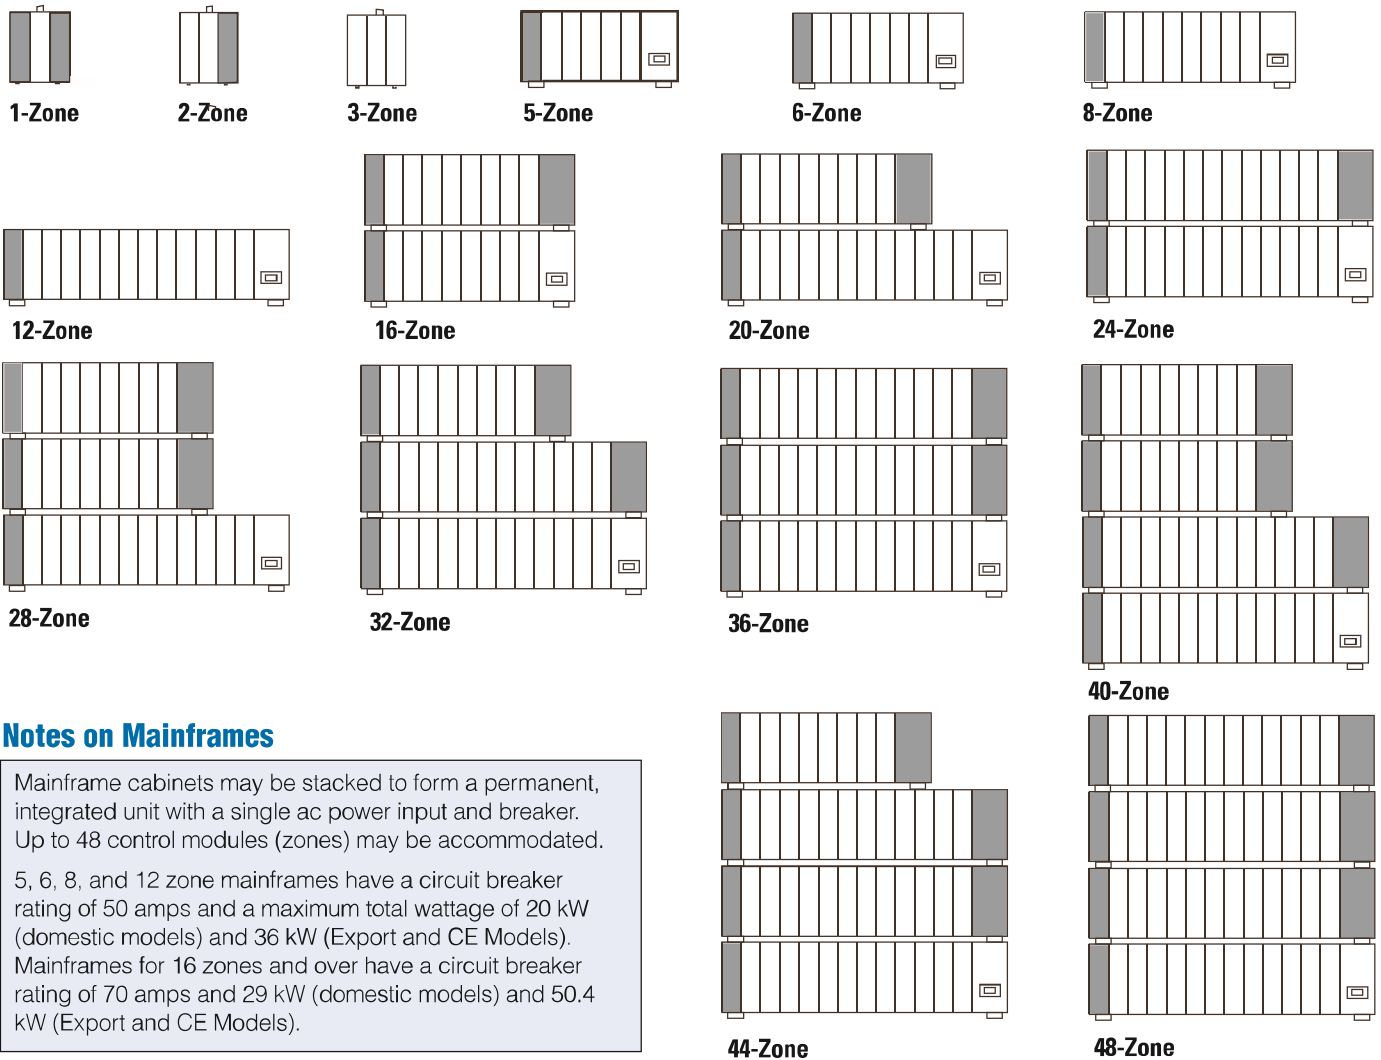 1-Zone
2-Zone
3-Zone
5-Zone
6-Zone
8-Zone
12-Zone
16-Zone
20-Zone
24-Zone
28-Zone
32-Zone
36-Zone
40-Zone
Notes on Mainframes
Mainframe cabinets may be stacked to form a permanent,
integrated unit with a single ac power input and breaker.
Up to 48 control modules (zones) may be accommodated.
5, 6, 8, and 12 zone mainframes have a circuit breaker
rating of 50 amps and a maximum total wattage of 20 kW
(domestic models) and 36 kW (Export and CE Models).
Mainframes for 16 zones and over have a circuit breaker
rating of 70 amps and 29 kW (domestic models) and 50.4
kW (Export and CE Models).
44-Zone
48-Zone